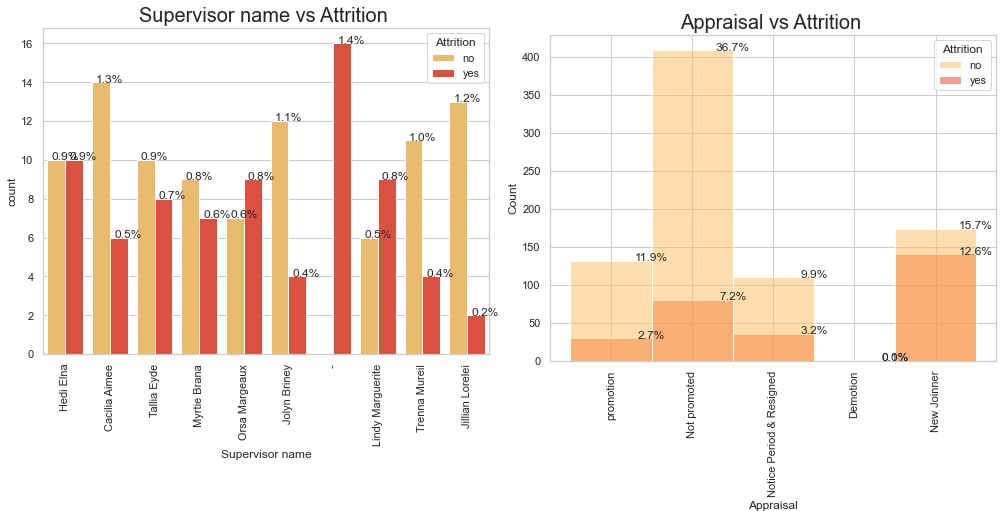 Supervisor name vs Attrition
Attrition
no
yes
count
16
14
12
10
8
6
4
2
0
0.9%
0.9%
1.3%
0.5%
0.9%
0.7%
0.8%
0.6%
0.6%
0.8%
1.1%
0.4%
1.4%
0.5%
0.8%
1.0%
0.4%
1.2%
0.2%
Hedi Elna
Cacilia Aimee
Tallia Eyde
Myrtie Brana
Orsa Margeaux
Jolyn Briney
-
Lindy Marguerite
Trenna Mureil
Jillian Lorelei
Supervisor name
Appraisal vs Attrition
Attrition
no
yes
Count
400
350
300
250
200
150
100
50
0
11.9%
2.7%
36.7%
7.2%
9.9%
3.2%
15.7%
12.6%
promotion
Not promoted
Notice Period & Resigned
Demotion
New Joinner
Appraisal